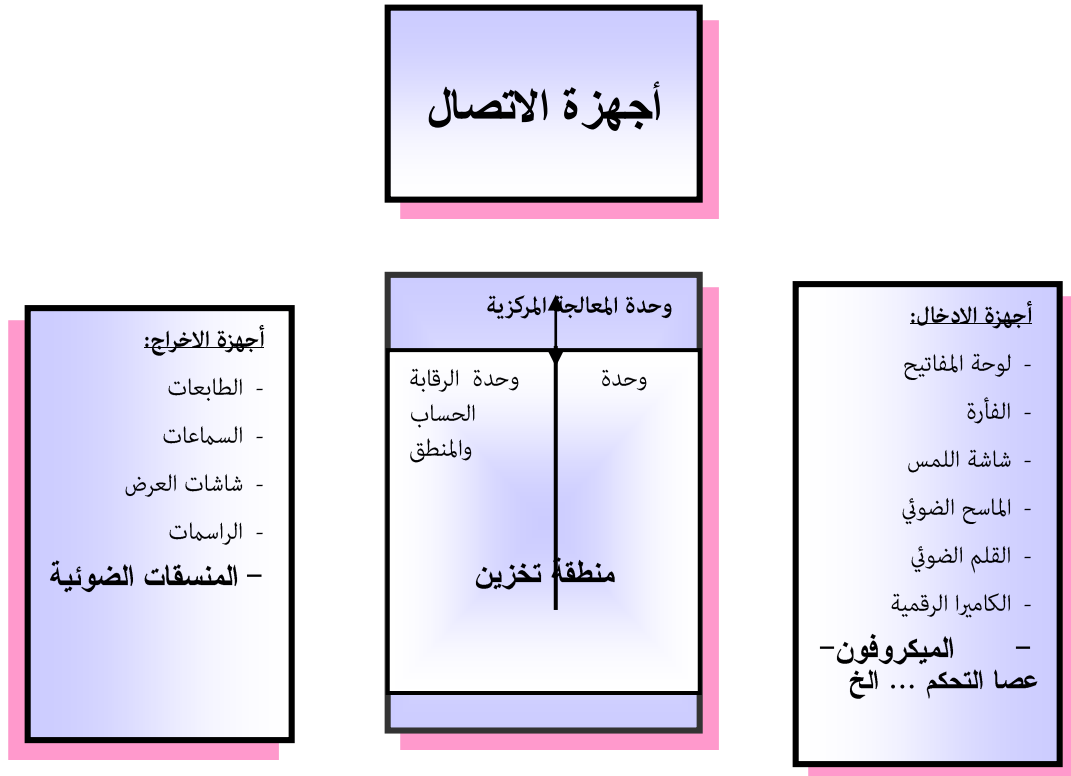 أجهزة الاتصال
أجهزة الادخال:
- لوحة المفاتيح
- الفأرة
- شاشة اللمس
- الماسح الضوئي
- القلم الضوئي
- الكاميرا الرقمية
- الميكروفون-
عصا التحكم ... الخ
وحدة المعالجة المركزية
وحدة وحدة الرقابة
الحساب
والمنطق
منطقة تخزين
أجهزة الاخراج:
- الطابعات
- السماعات
- شاشات العرض
- الراسمات
- المنسقات الضوئية